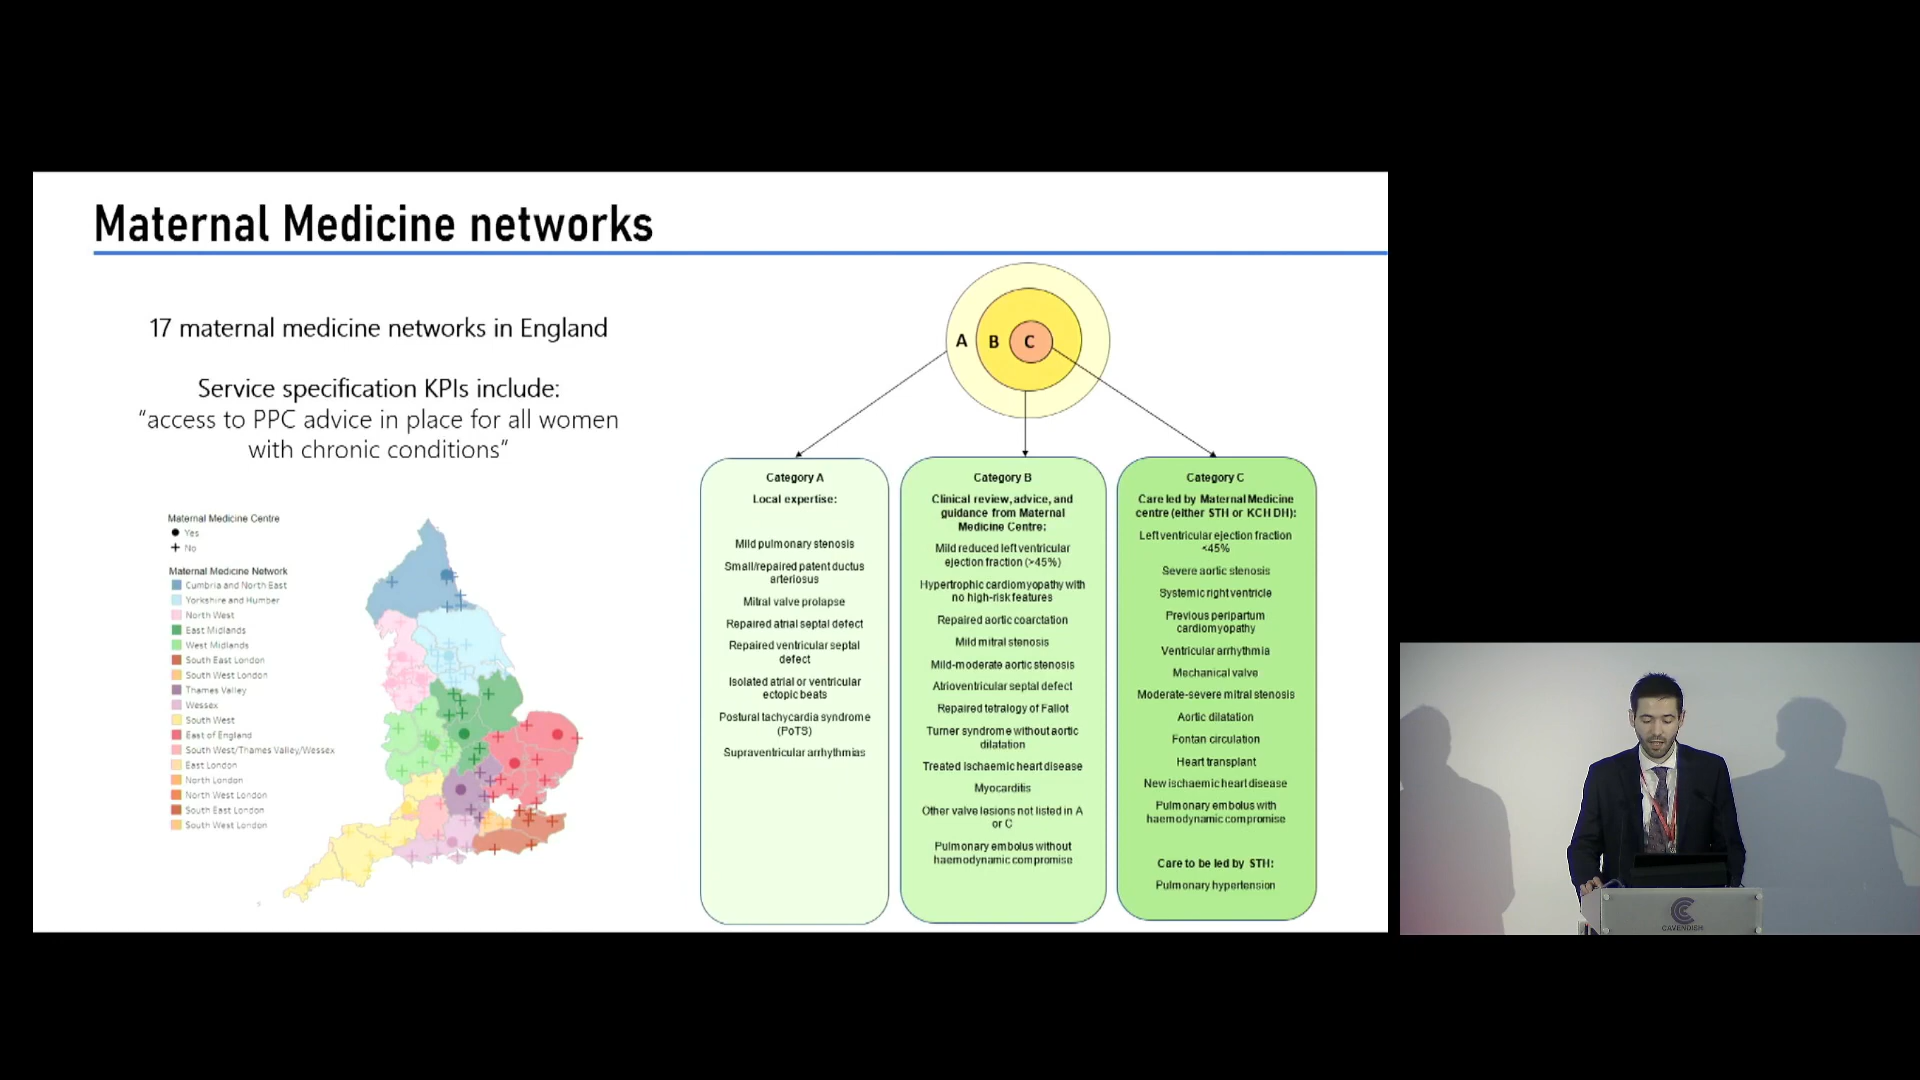 Maternal Medicine networks
17 maternal medicine networks in England
Service specification KPIs include:
“access to PPC advice in place for all women
with chronic conditions”
Maternal Medicine Centre
Yes
No
Maternal Medicine Network
Cumbria and North East
Yorkshire and Humber
North West
East Midlands
West Midlands
South East London
South West London
Thames Valley
Wessex
South West
East of England
South West/Thames Valley/Wessex
East London
North London
North West London
South East London
South West London
A B C
Category A
Local expertise:
Mild pulmonary stenosis
Small/repaired patent ductus
arteriosus
Mitral valve prolapse
Repaired atrial septal defect
Repaired ventricular septal
defect
Isolated atrial or ventricular
ectopic beats
Postural tachycardia syndrome
(PoTS)
Supraventricular arrhythmias
Category B
Clinical review, advice, and
guidance from Maternal
Medicine Centre:
Mild reduced left ventricular
ejection fraction (>45%)
Hypertrophic cardiomyopathy with
no high-risk features
Repaired aortic coarctation
Mild mitral stenosis
Mild-moderate aortic stenosis
Atrioventricular septal defect
Repaired tetralogy of Fallot
Turner syndrome without aortic
dilatation
Treated ischaemic heart disease
Myocarditis
Other valve lesions not listed in A
or C
Pulmonary embolus without
haemodynamic compromise
Category C
Care led by Maternal Medicine
centre (either STH or KCH DH):
Left ventricular ejection fraction
<45%
Severe aortic stenosis
Systemic right ventricle
Previous peripartum
cardiomyopathy
Ventricular arrhythmia
Mechanical valve
Moderate-severe mitral stenosis
Aortic dilatation
Fontan circulation
Heart transplant
New ischaemic heart disease
Pulmonary embolus with
haemodynamic compromise
Care to be led by STH:
Pulmonary hypertension
CAVENDISH